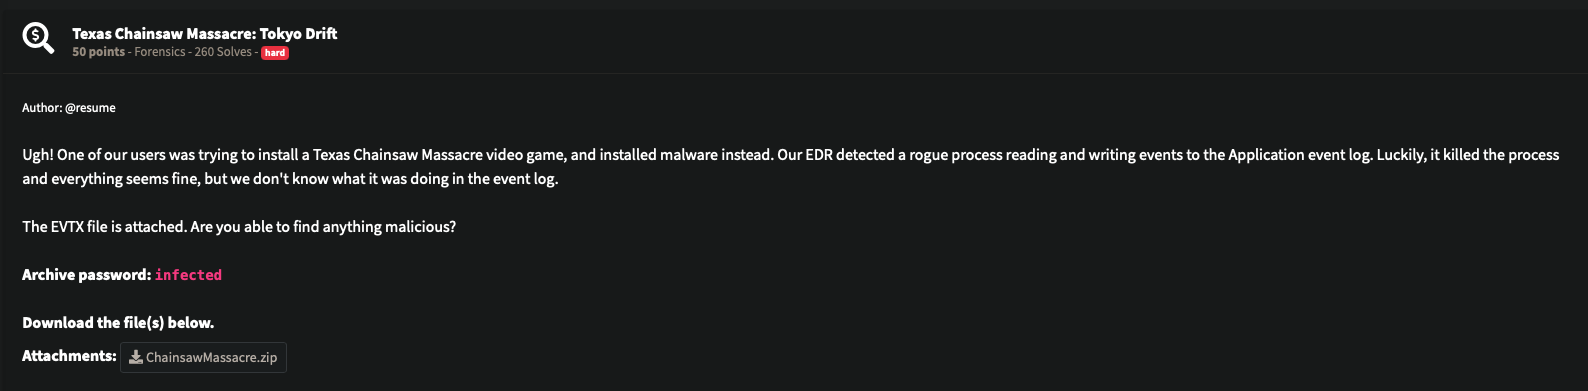 Texas Chainsaw Massacre: Tokyo Drift
50 points - Forensics - 260 Solves - hard
Author: @resume
Ugh! One of our users was trying to install a Texas Chainsaw Massacre video game, and installed malware instead. Our EDR detected a rogue process reading and writing events to the Application event log. Luckily, it killed the process
and everything seems fine, but we don't know what it was doing in the event log.
The EVTX file is attached. Are you able to find anything malicious?
Archive password: infected
Download the file(s) below.
Attachments: ChainsawMassacre.zip